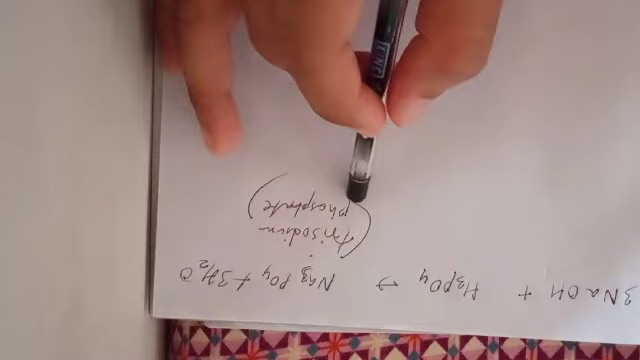 3NaOH + H3PO4 → Na3PO4 + 3H2O
(trisodium
phosphate)